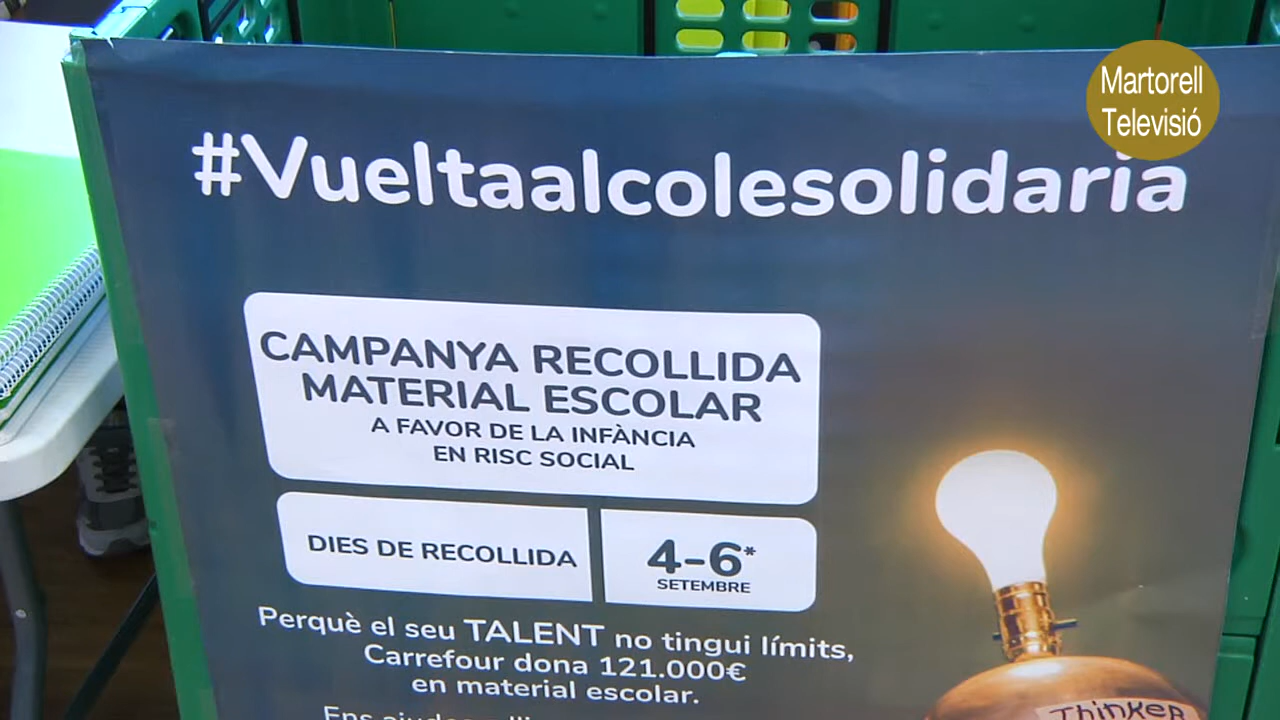 Martorell
Televisió
#Vueltaalcolesolidaria
CAMPANYA RECOLLIDA
MATERIAL ESCOLAR
A FAVOR DE LA INFÀNCIA
EN RISC SOCIAL
DIES DE RECOLLIDA
4-6*
SETEMBRE
Perquè el seu TALENT no tingui límits,
Carrefour dona 121.000€
en material escolar.
Ens
Thinker